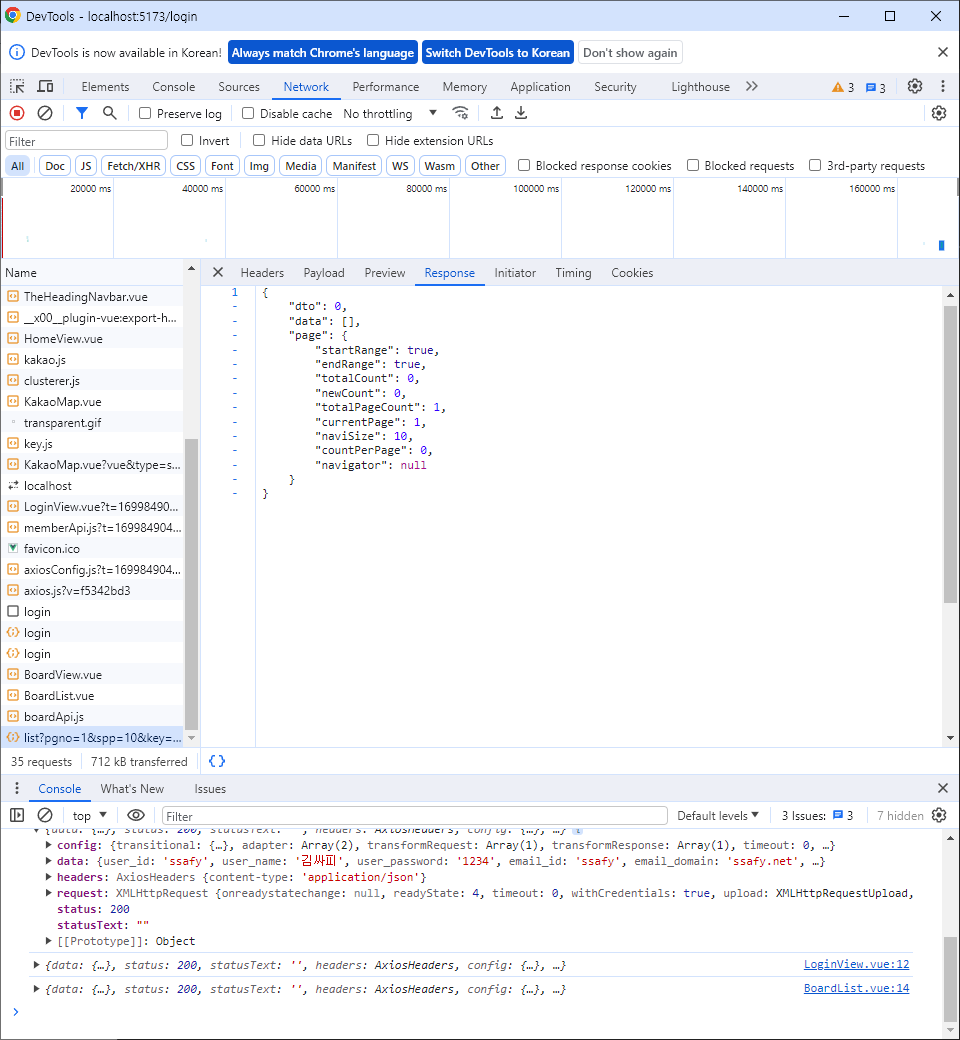 DevTools - localhost:5173/login
DevTools is now available in Korean! Always match Chrome's language Switch DevTools to Korean Don't show again
Elements Console Sources Network Performance Memory Application Security Lighthouse 3 3
Preserve log Disable cache No throttling
Filter Invert Hide data URLs Hide extension URLs
All Doc JS Fetch/XHR CSS Font Img Media Manifest WS Wasm Other Blocked response cookies Blocked requests 3rd-party requests
20000 ms 40000 ms 60000 ms 80000 ms 100000 ms 120000 ms 140000 ms 160000 ms
Name
TheHeadingNavbar.vue
__x00__plugin-vue:export-h...
HomeView.vue
kakao.js
clusterer.js
KakaoMap.vue
transparent.gif
key.js
KakaoMap.vue?vue&type=s...
localhost
LoginView.vue?t=16998490...
memberApi.js?t=169984904...
favicon.ico
axiosConfig.js?t=169984904...
axios.js?v=f5342bd3
login
login
login
BoardView.vue
BoardList.vue
boardApi.js
list?pgno=1&spp=10&key=...
35 requests 712 kB transferred
Headers Payload Preview Response Initiator Timing Cookies
1 {
- "dto": 0,
- "data": [],
- "page": {
- "startRange": true,
- "endRange": true,
- "totalCount": 0,
- "newCount": 0,
- "totalPageCount": 1,
- "currentPage": 1,
- "naviSize": 10,
- "countPerPage": 0,
- "navigator": null
- }
- }
{}
Console What's New Issues
top Filter Default levels 3 Issues: 3 7 hidden
{data: {…}, status: 200, statusText: '', headers: AxiosHeaders, config: {…}, …}
config: {transitional: {…}, adapter: Array(2), transformRequest: Array(1), transformResponse: Array(1), timeout: 0, …}
data: {user_id: 'ssafy', user_name: '김싸피', user_password: '1234', email_id: 'ssafy', email_domain: 'ssafy.net', …}
headers: AxiosHeaders {content-type: 'application/json'}
request: XMLHttpRequest {onreadystatechange: null, readyState: 4, timeout: 0, withCredentials: true, upload: XMLHttpRequestUpload,
status: 200
statusText: ""
[[Prototype]]: Object
{data: {…}, status: 200, statusText: '', headers: AxiosHeaders, config: {…}, …} LoginView.vue:12
{data: {…}, status: 200, statusText: '', headers: AxiosHeaders, config: {…}, …} BoardList.vue:14